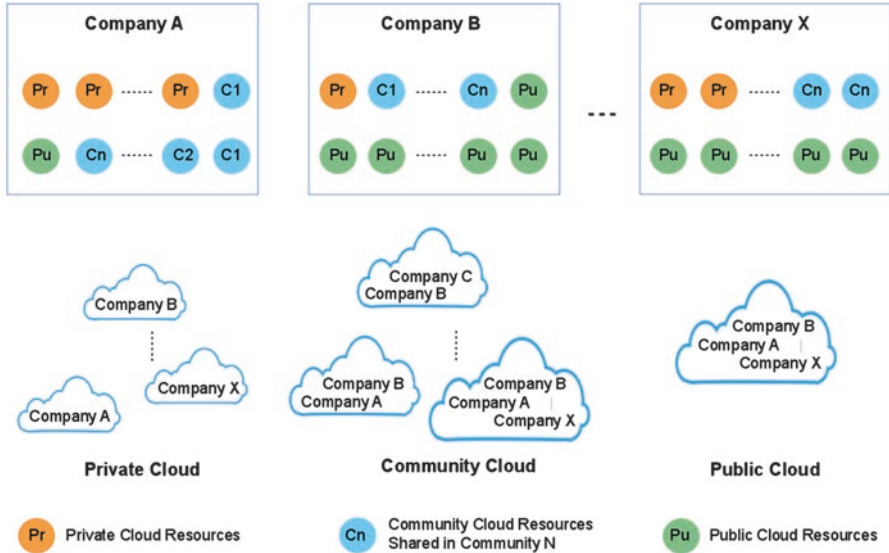 Company A
Company B
Company X
Pr Pr ...... Pr C1
Pr C1 ...... Cn Pu
Pr Pr ...... Cn Cn
---
Pu Cn ...... C2 C1
Pu Pu ...... Pu Pu
Pu Pu ...... Pu Pu
Company B
Company X
Company A
Company C
Company B
Company B
Company A
Company B
Company A
Company X
Company B
Company A
Company X
Private Cloud
Community Cloud
Public Cloud
Pr Private Cloud Resources
Cn Community Cloud Resources
Shared in Community N
Pu Public Cloud Resources